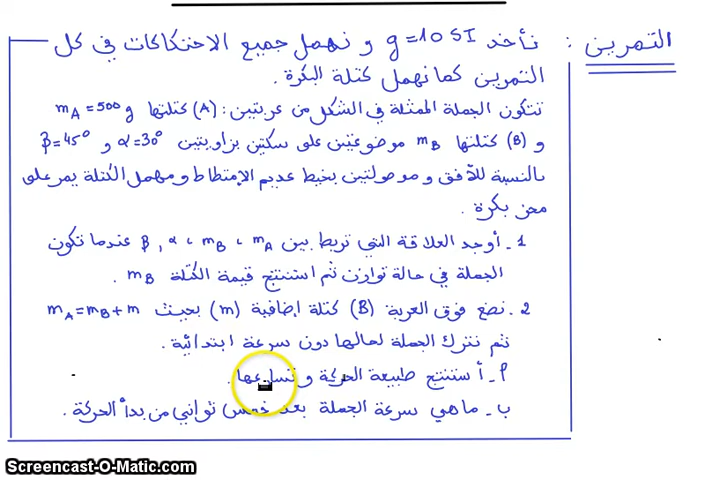 التمرين : نأخذ g=10 SI و نهمل جميع الاحتكاكات في كل
التمرين كما نهمل كتلة البكرة .
تتكون الجملة الممثلة في الشكل من عربتين : (A) كتلتها mA = 500 g
و (B) كتلتها mB موضوعتين على سكتين بزاويتين α=30° و β=45°
بالنسبة للأفق و موصولتين بخيط عديم الإمتطاط و مهمل الكتلة يمر على
محز بكرة .
1 ـ أوجد العلاقة التي تربط بين mA ، mB ، α ، β عندما تكون
الجملة في حالة توازن ثم استنتج قيمة الكتلة mB .
2 ـ نضع فوق العربة (B) كتلة إضافية (m) بحيث mA = mB + m
ثم نترك الجملة لحالها دون سرعة ابتدائية .
أ ـ استنتج طبيعة الحركة و تسارعها .
ب ـ ماهي سرعة الجملة بعد خمس ثواني من بدأ الحركة .
Screencast-O-Matic.com